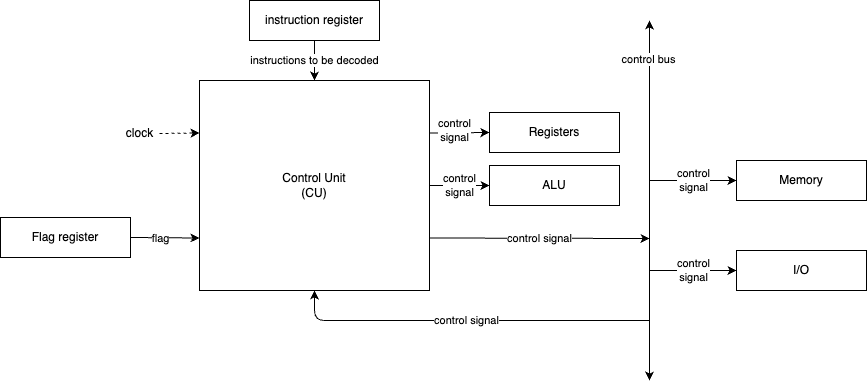 instruction register
instructions to be decoded
control bus
clock
control
signal
Registers
Control Unit
(CU)
control
signal
ALU
control
signal
Memory
Flag register
flag
control signal
control
signal
I/O
control signal